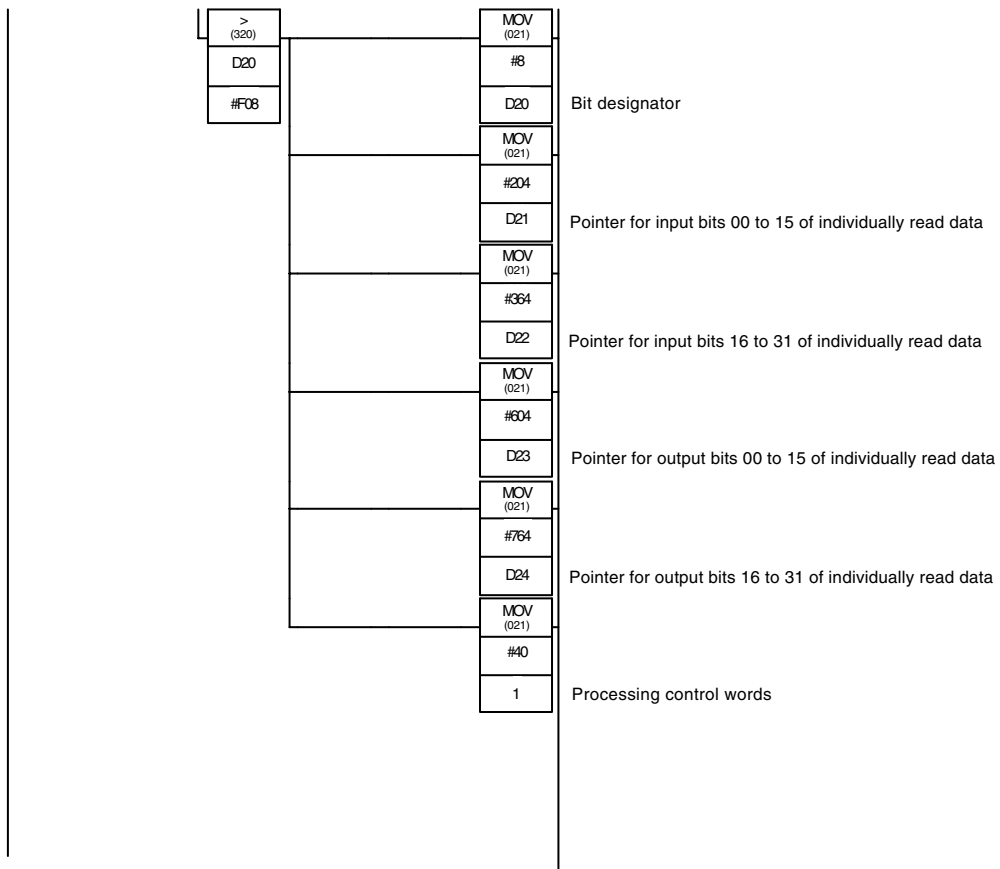 >
(320)
D20
#F08
MOV
(021)
#8
D20 Bit designator
MOV
(021)
#204
D21 Pointer for input bits 00 to 15 of individually read data
MOV
(021)
#364
D22 Pointer for input bits 16 to 31 of individually read data
MOV
(021)
#604
D23 Pointer for output bits 00 to 15 of individually read data
MOV
(021)
#764
D24 Pointer for output bits 16 to 31 of individually read data
MOV
(021)
#40
1 Processing control words